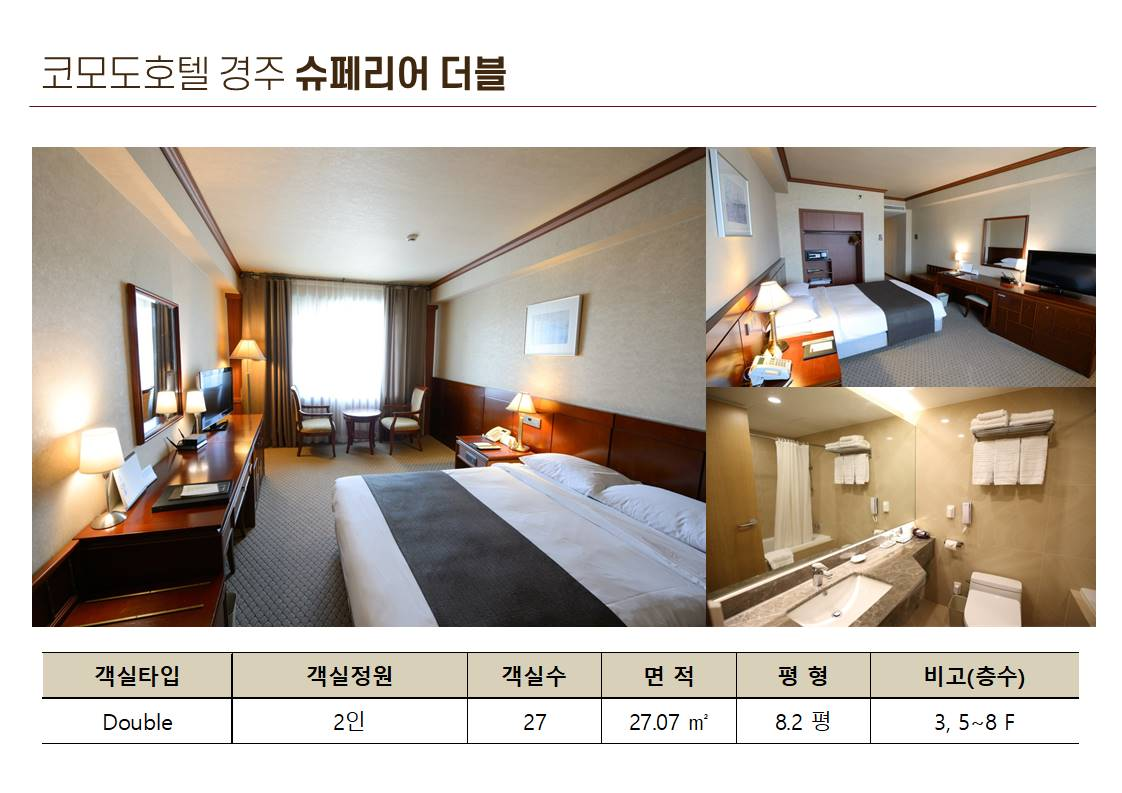 코모도호텔 경주 슈페리어 더블
객실타입 객실정원 객실수 면 적 평 형 비고(층수)
Double 2인 27 27.07 ㎡ 8.2 평 3, 5~8 F